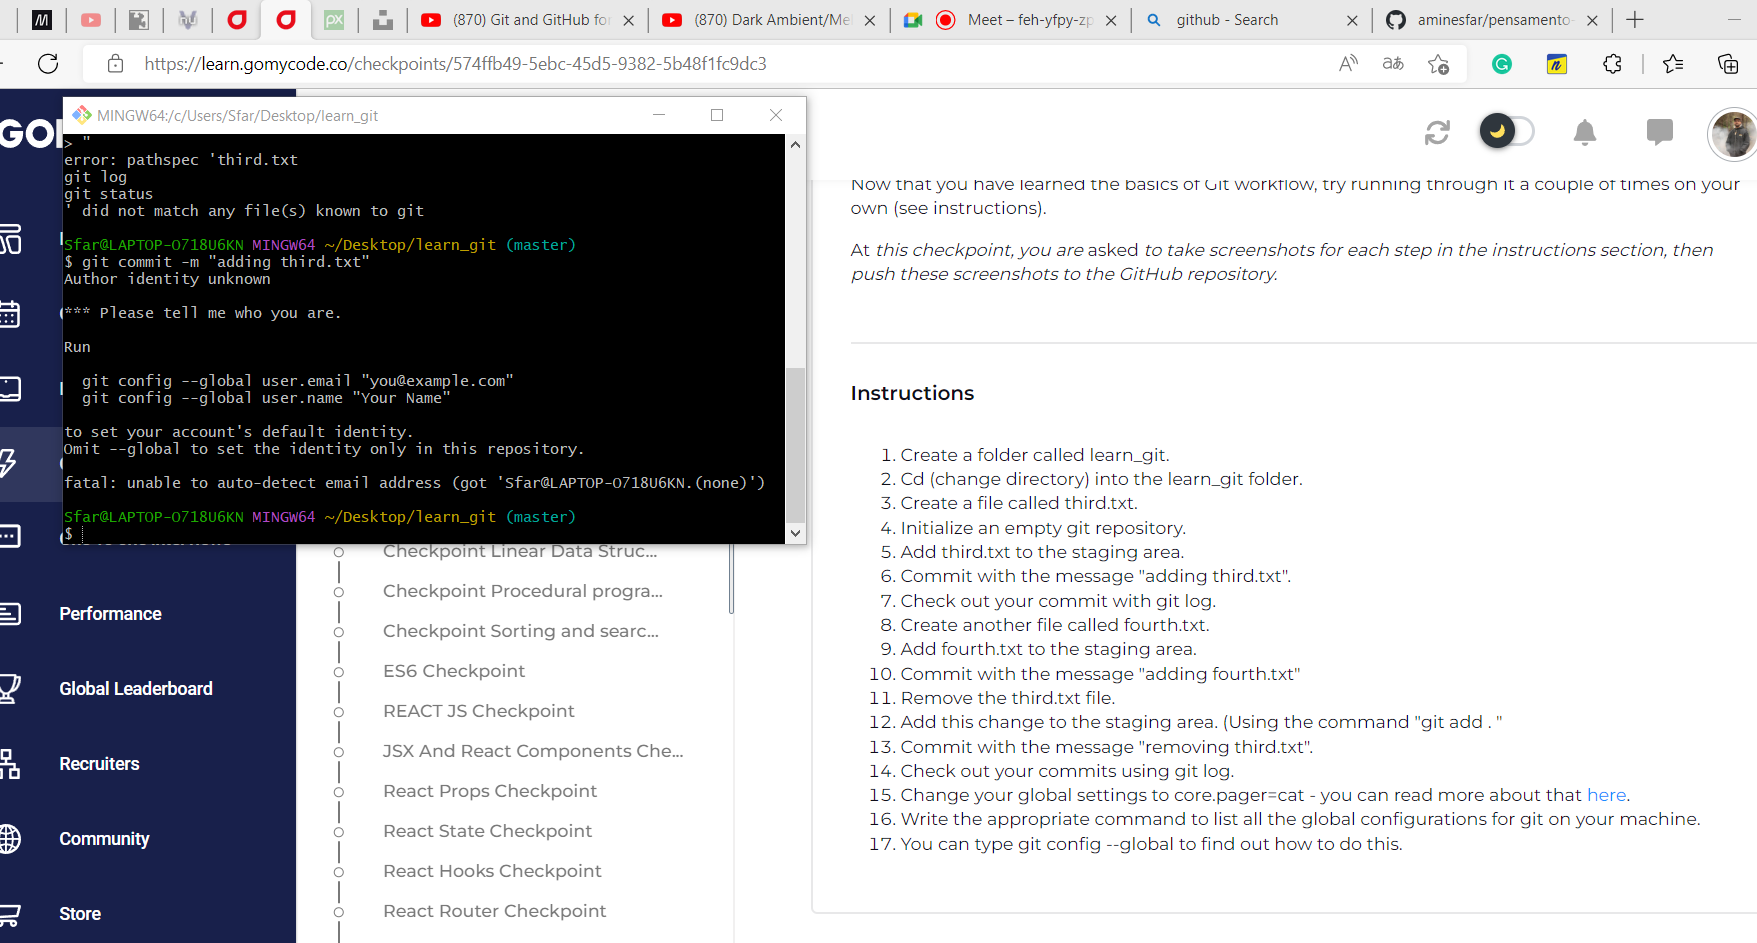 (870) Git and GitHub for
(870) Dark Ambient/Mel
Meet – feh-yfpy-zp
github - Search
aminesfar/pensamento-
https://learn.gomycode.co/checkpoints/574ffb49-5ebc-45d5-9382-5b48f1fc9dc3
MINGW64:/c/Users/Sfar/Desktop/learn_git
> "
error: pathspec 'third.txt
git log
git status
' did not match any file(s) known to git
Sfar@LAPTOP-O718U6KN MINGW64 ~/Desktop/learn_git (master)
$ git commit -m "adding third.txt"
Author identity unknown
*** Please tell me who you are.
Run
git config --global user.email "you@example.com"
git config --global user.name "Your Name"
to set your account's default identity.
Omit --global to set the identity only in this repository.
fatal: unable to auto-detect email address (got 'Sfar@LAPTOP-O718U6KN.(none)')
Sfar@LAPTOP-O718U6KN MINGW64 ~/Desktop/learn_git (master)
$
Performance
Global Leaderboard
Recruiters
Community
Store
Checkpoint Linear Data Struc...
Checkpoint Procedural progra...
Checkpoint Sorting and searc...
ES6 Checkpoint
REACT JS Checkpoint
JSX And React Components Che...
React Props Checkpoint
React State Checkpoint
React Hooks Checkpoint
React Router Checkpoint
Now that you have learned the basics of Git workflow, try running through it a couple of times on your
own (see instructions).
At this checkpoint, you are asked to take screenshots for each step in the instructions section, then
push these screenshots to the GitHub repository.
Instructions
1. Create a folder called learn_git.
2. Cd (change directory) into the learn_git folder.
3. Create a file called third.txt.
4. Initialize an empty git repository.
5. Add third.txt to the staging area.
6. Commit with the message "adding third.txt".
7. Check out your commit with git log.
8. Create another file called fourth.txt.
9. Add fourth.txt to the staging area.
10. Commit with the message "adding fourth.txt"
11. Remove the third.txt file.
12. Add this change to the staging area. (Using the command "git add . "
13. Commit with the message "removing third.txt".
14. Check out your commits using git log.
15. Change your global settings to core.pager=cat - you can read more about that here.
16. Write the appropriate command to list all the global configurations for git on your machine.
17. You can type git config --global to find out how to do this.